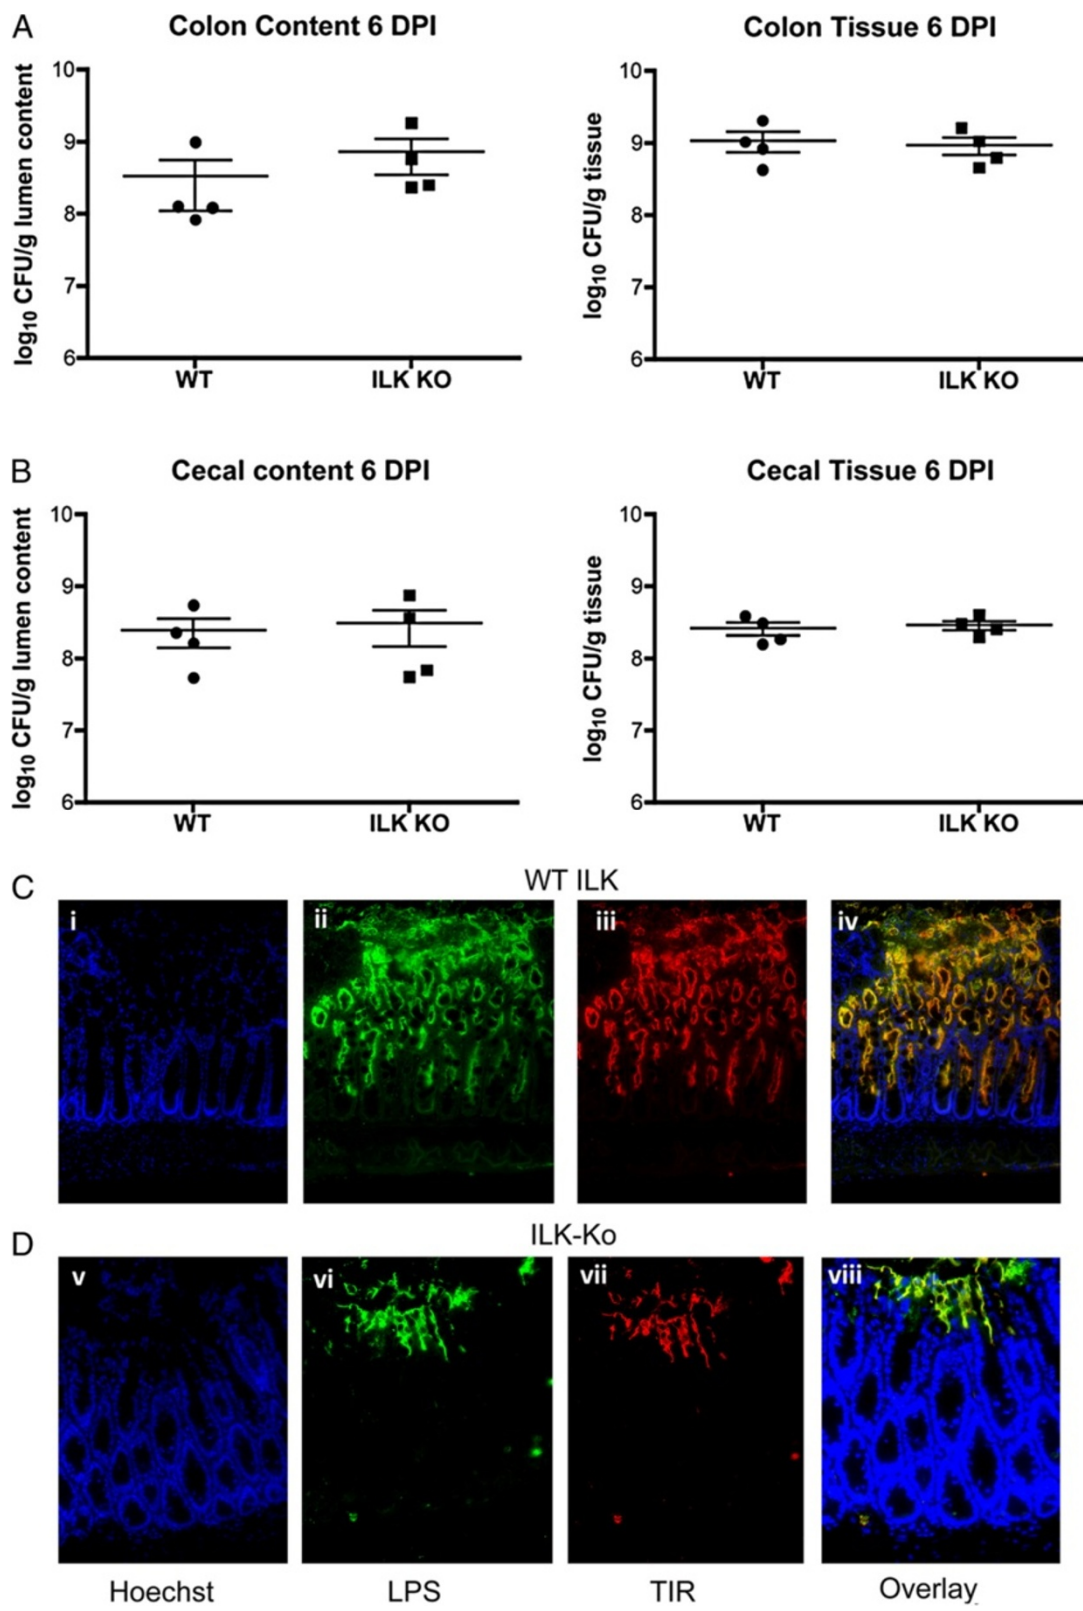 A
Colon Content 6 DPI
Colon Tissue 6 DPI
log10 CFU/g lumen content
10
9
8
7
6
WT
ILK KO
log10 CFU/g tissue
10
9
8
7
6
WT
ILK KO
B
Cecal content 6 DPI
Cecal Tissue 6 DPI
log10 CFU/g lumen content
10
9
8
7
6
WT
ILK KO
log10 CFU/g tissue
10
9
8
7
6
WT
ILK KO
C
WT ILK
i
ii
iii
iv
D
ILK-Ko
v
vi
vii
viii
Hoechst
LPS
TIR
Overlay